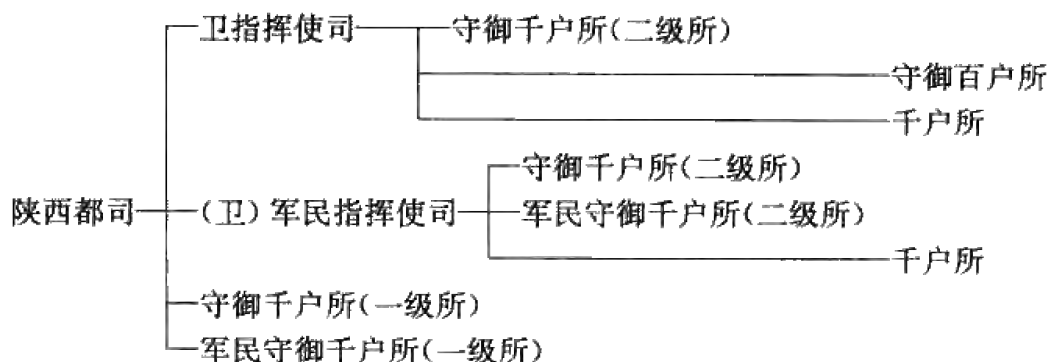 卫指挥使司 守御千户所(二级所)
守御百户所
千户所
守御千户所(二级所)
陕西都司 (卫)军民指挥使司 军民守御千户所(二级所)
千户所
守御千户所(一级所)
军民守御千户所(一级所)